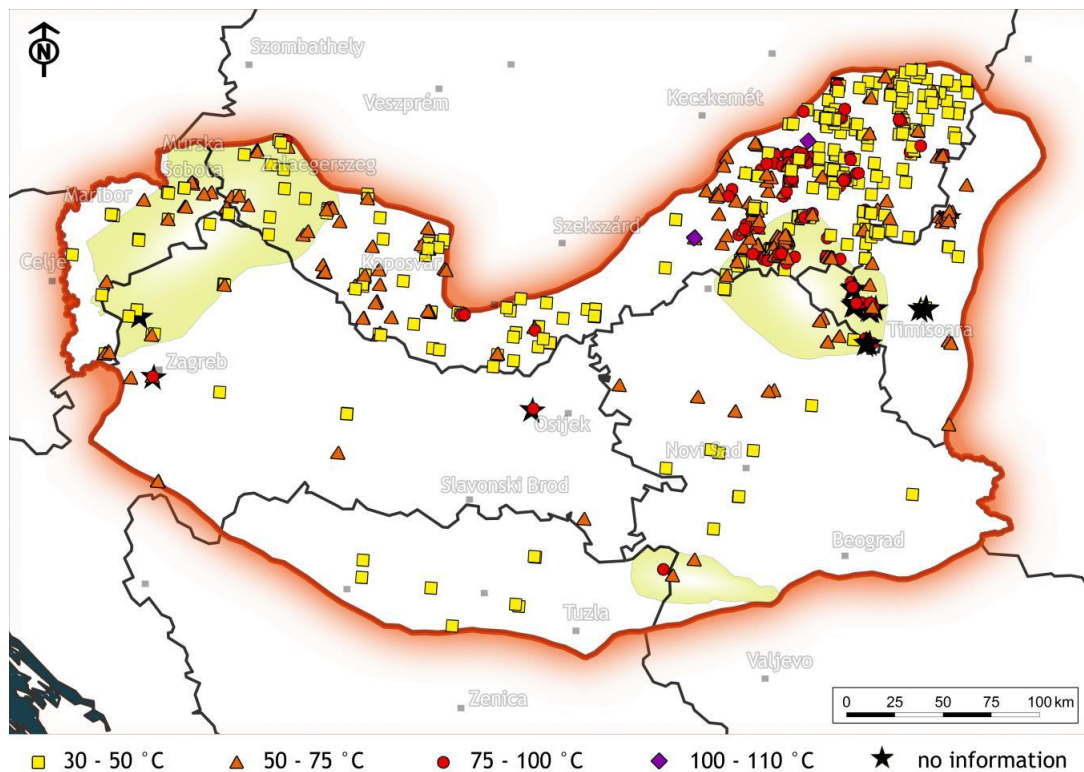 N
Szombathely
Veszprém
Kecskemét
Murska
Sobota
Zalaegerszeg
Maribor
Szekszárd
Celje
Kaposvár
Timisoara
Zagreb
Osijek
Novi Sad
Slavonski Brod
Beograd
Tuzla
Valjevo
Zenica
0 25 50 75 100 km
30 - 50 °C 50 - 75 °C 75 - 100 °C 100 - 110 °C no information